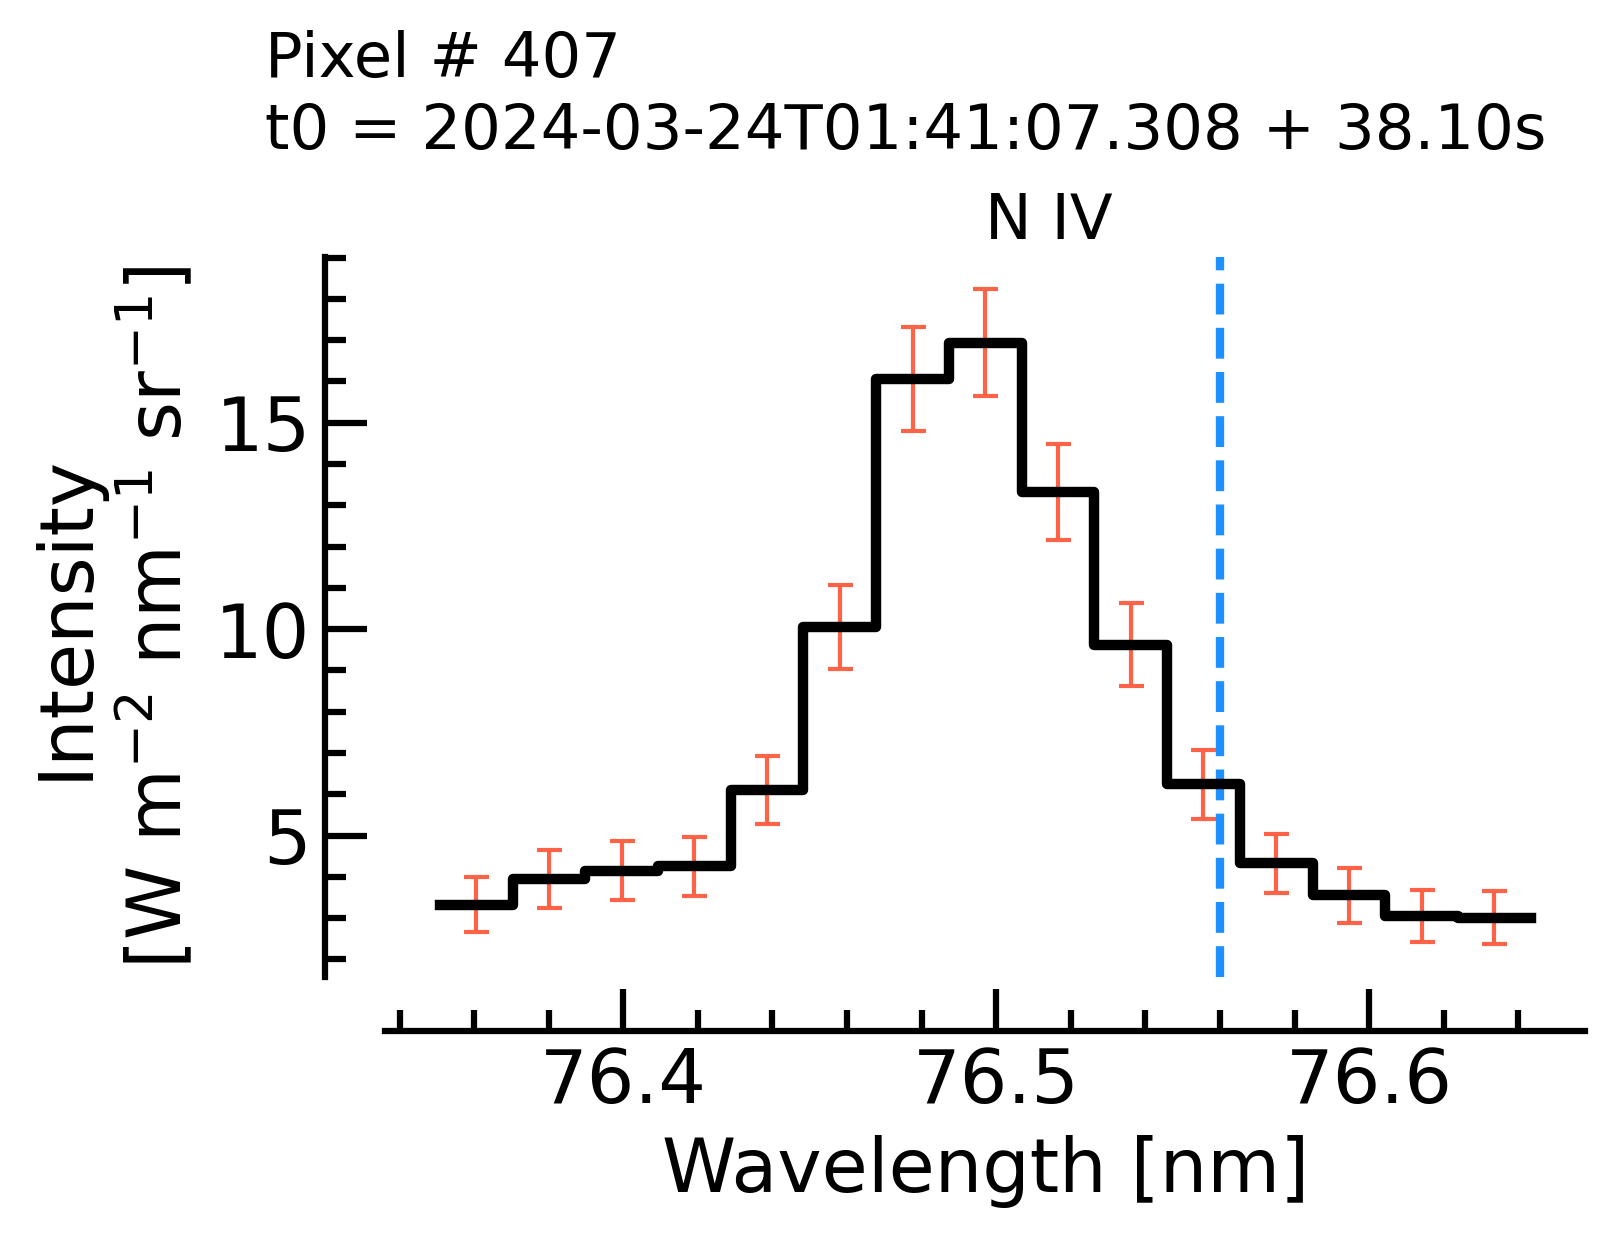 Pixel # 407
t0 = 2024-03-24T01:41:07.308 + 38.10s
N IV
Intensity
[W m⁻² nm⁻¹ sr⁻¹]
15
10
5
76.4 76.5 76.6
Wavelength [nm]